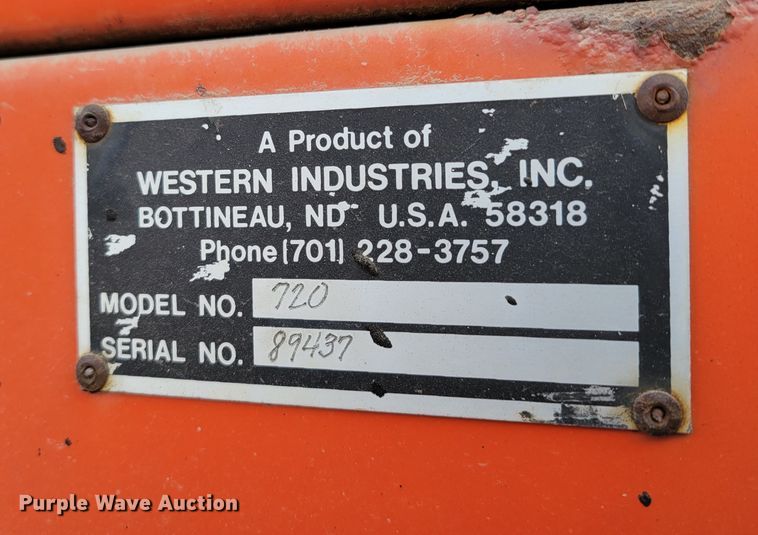 A Product of
WESTERN INDUSTRIES, INC.
BOTTINEAU, ND U.S.A. 58318
Phone (701) 228-3757
MODEL NO. 720
SERIAL NO. 89437
Purple Wave Auction